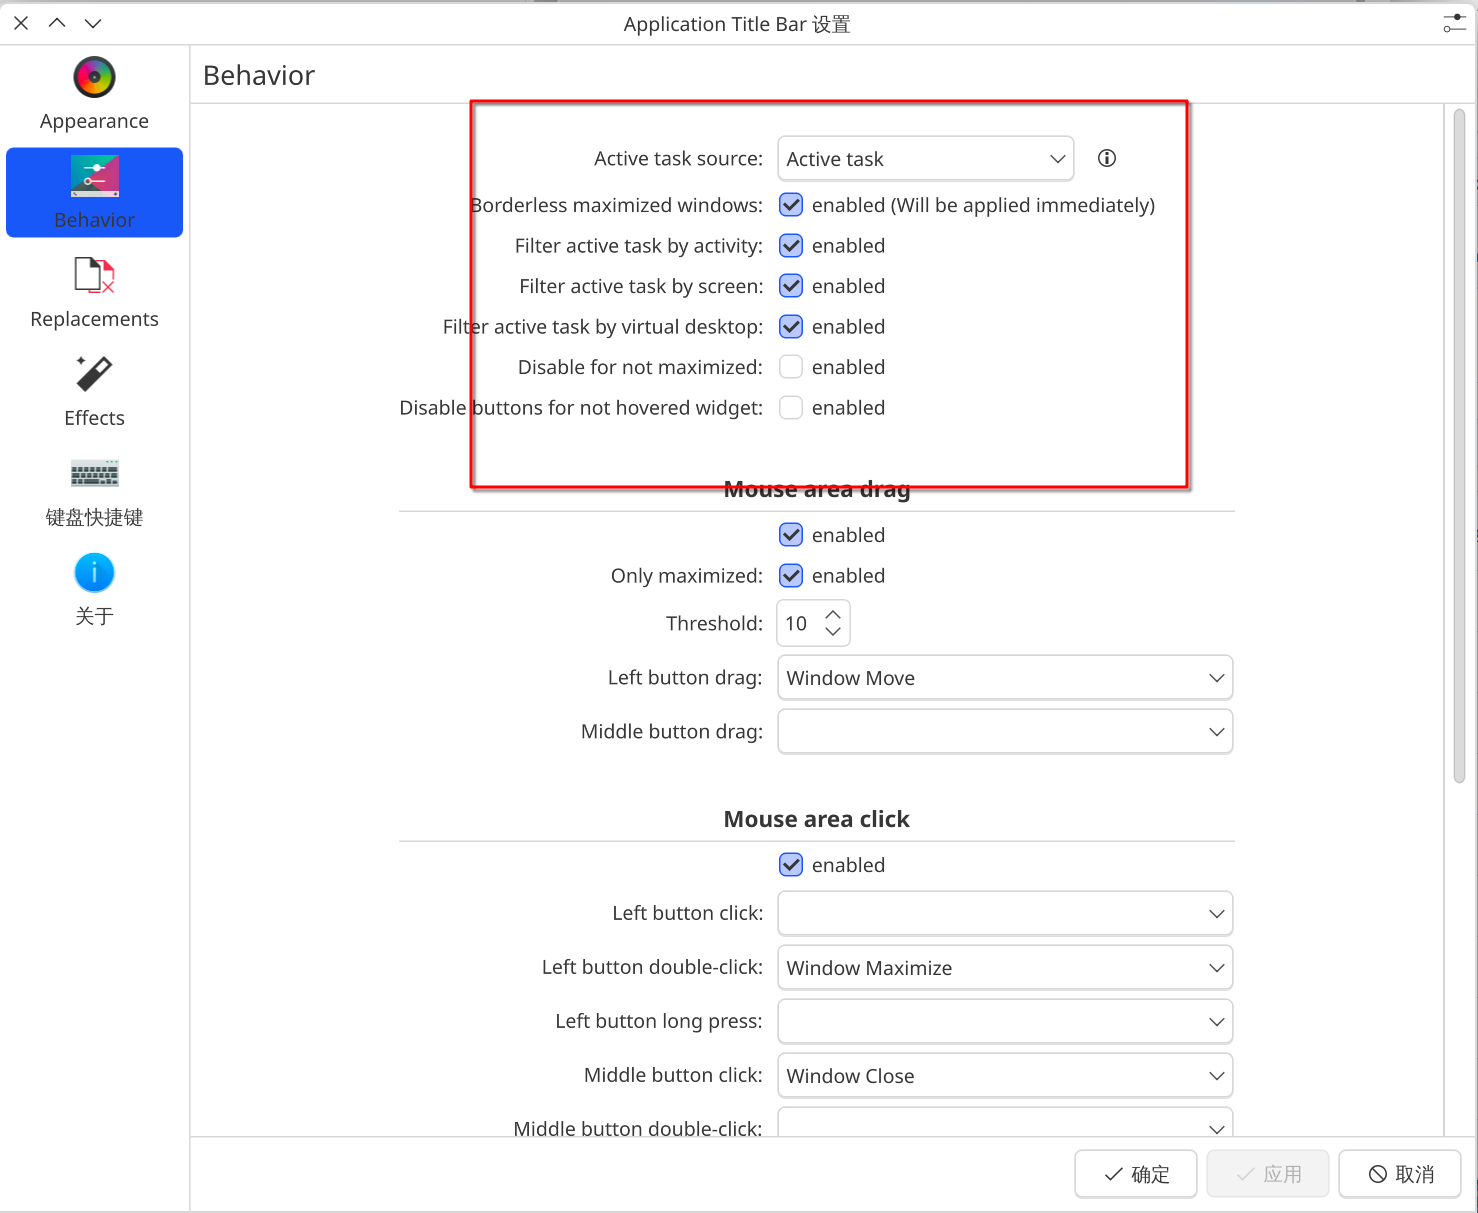 Application Title Bar 设置
Appearance
Behavior
Replacements
Effects
键盘快捷键
关于
Behavior
Active task source: Active task
Borderless maximized windows: enabled (Will be applied immediately)
Filter active task by activity: enabled
Filter active task by screen: enabled
Filter active task by virtual desktop: enabled
Disable for not maximized: enabled
Disable buttons for not hovered widget: enabled
Mouse area drag
enabled
Only maximized: enabled
Threshold: 10
Left button drag: Window Move
Middle button drag:
Mouse area click
enabled
Left button click:
Left button double-click: Window Maximize
Left button long press:
Middle button click: Window Close
Middle button double-click:
确定 应用 取消